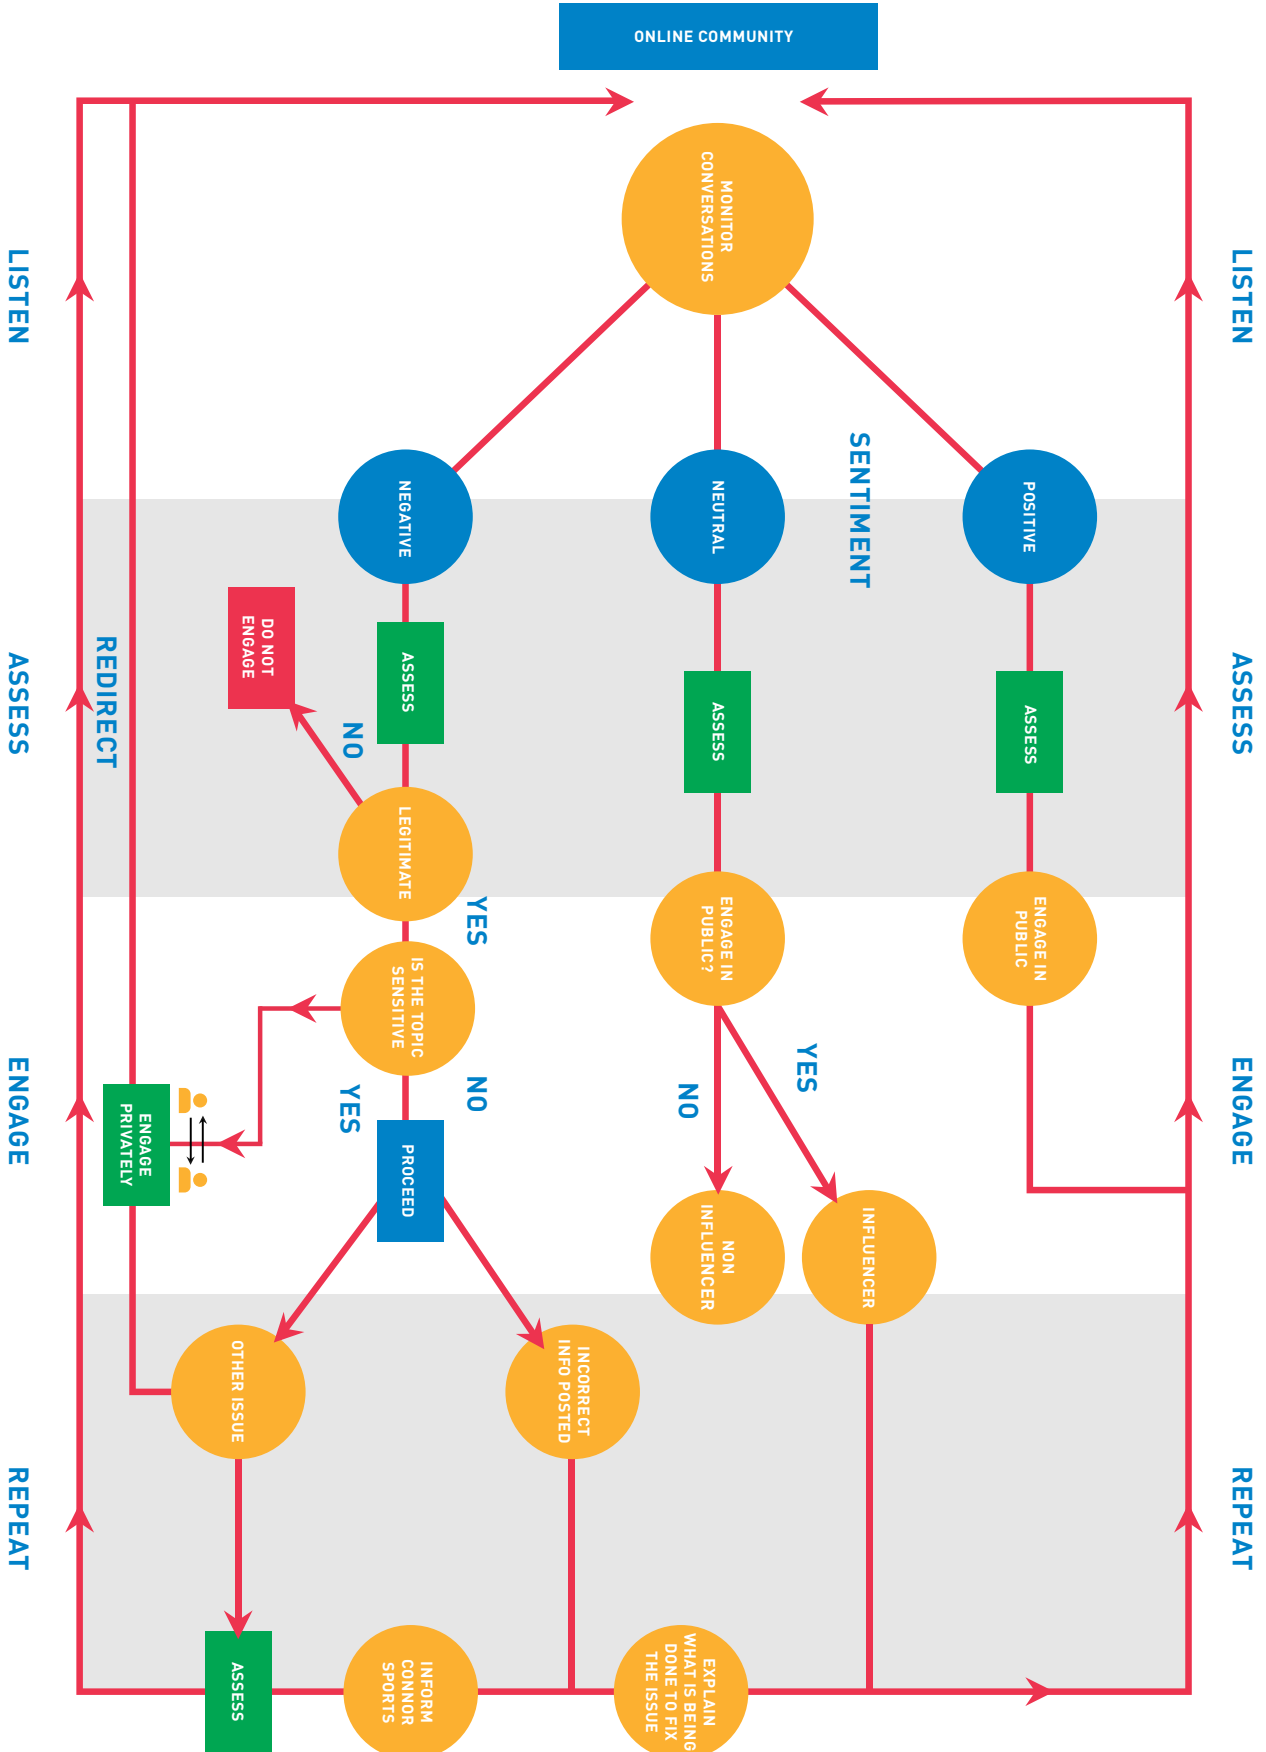 ONLINE COMMUNITY
MONITOR
CONVERSATIONS
LISTEN
LISTEN
SENTIMENT
NEGATIVE
NEUTRAL
POSITIVE
ASSESS
REDIRECT
DO NOT
ENGAGE
NO
ASSESS
ASSESS
ASSESS
ASSESS
LEGITIMATE
YES
ENGAGE IN
PUBLIC?
ENGAGE IN
PUBLIC
IS THE TOPIC
SENSITIVE
ENGAGE
ENGAGE
PRIVATELY
YES
NO
PROCEED
NO
YES
ENGAGE
NON
INFLUENCER
INFLUENCER
OTHER ISSUE
INCORRECT
INFO POSTED
REPEAT
REPEAT
ASSESS
INFORM
CONNOR
SPORTS
EXPLAIN
WHAT IS BEING
DONE TO FIX
THE ISSUE